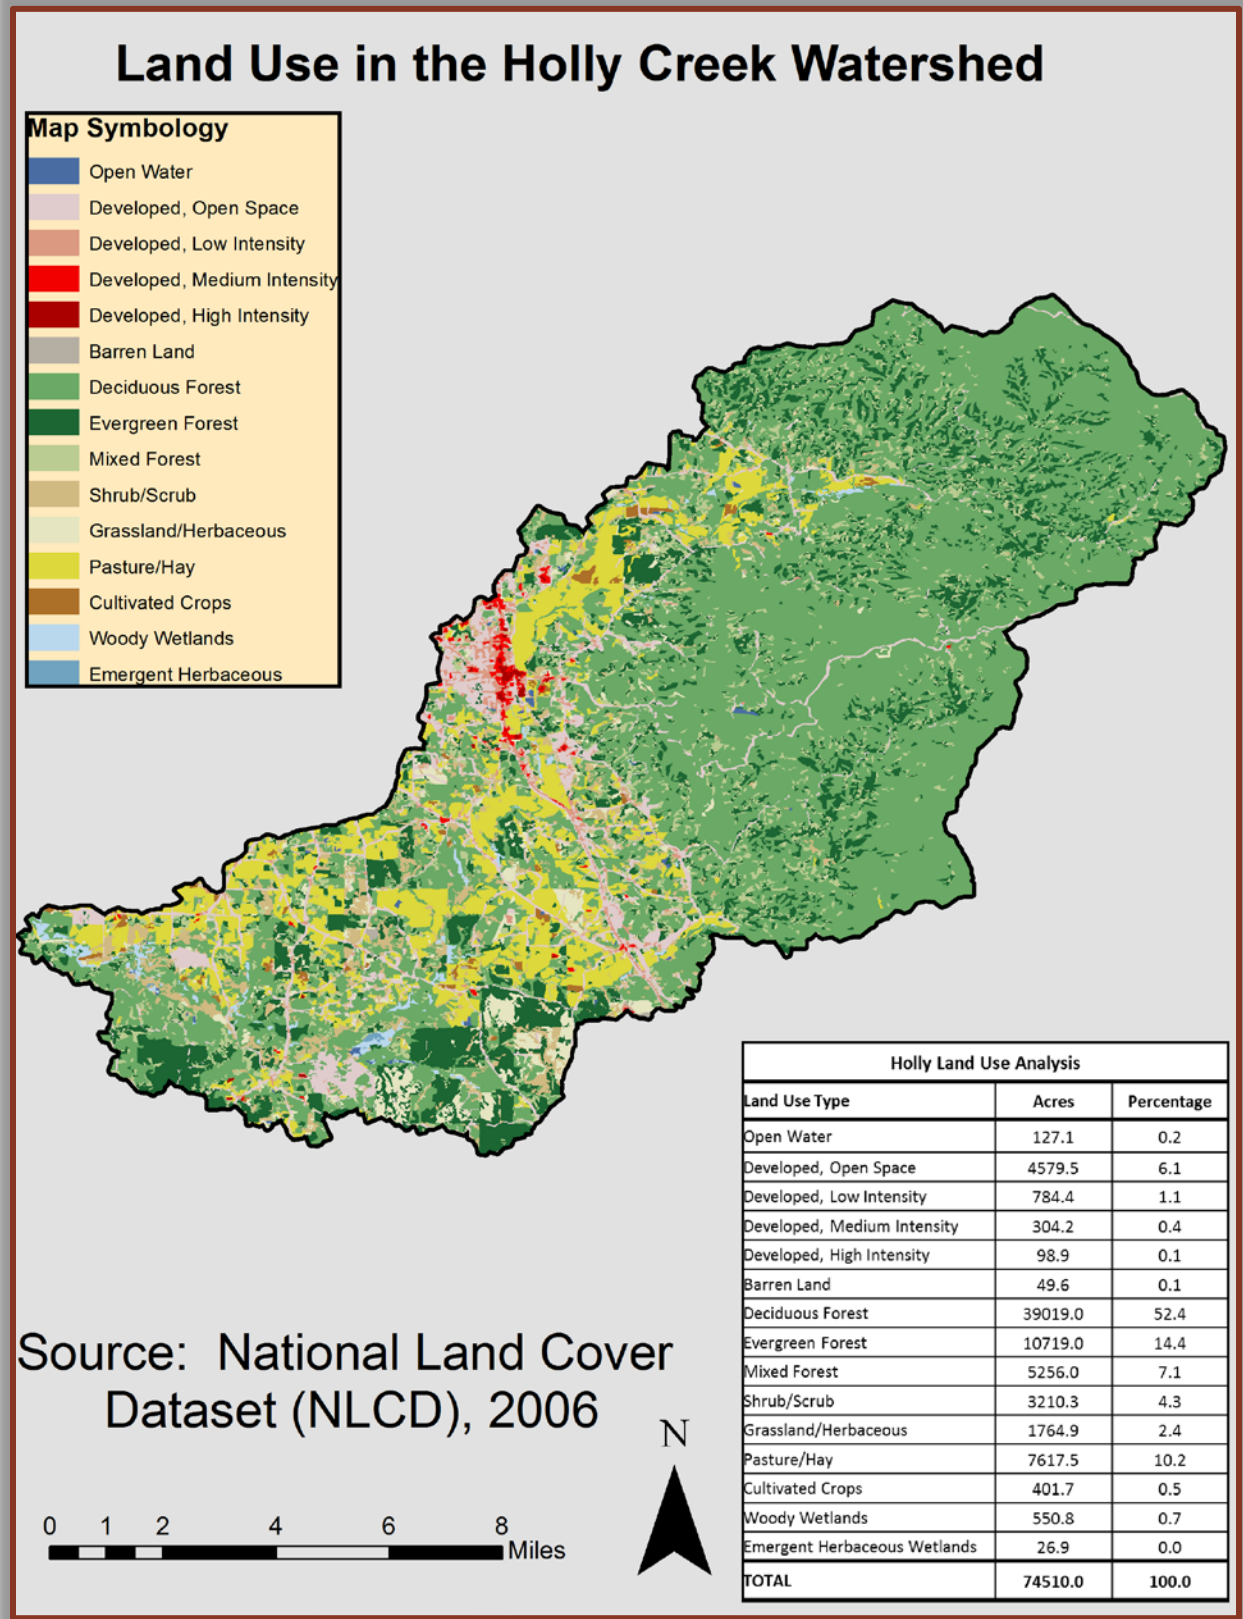 Land Use in the Holly Creek Watershed
Map Symbology
Open Water
Developed, Open Space
Developed, Low Intensity
Developed, Medium Intensity
Developed, High Intensity
Barren Land
Deciduous Forest
Evergreen Forest
Mixed Forest
Shrub/Scrub
Grassland/Herbaceous
Pasture/Hay
Cultivated Crops
Woody Wetlands
Emergent Herbaceous
Holly Land Use Analysis
Land Use Type Acres Percentage
Open Water 127.1 0.2
Developed, Open Space 4579.5 6.1
Developed, Low Intensity 784.4 1.1
Developed, Medium Intensity 304.2 0.4
Developed, High Intensity 98.9 0.1
Barren Land 49.6 0.1
Deciduous Forest 39019.0 52.4
Evergreen Forest 10719.0 14.4
Mixed Forest 5256.0 7.1
Shrub/Scrub 3210.3 4.3
Grassland/Herbaceous 1764.9 2.4
Pasture/Hay 7617.5 10.2
Cultivated Crops 401.7 0.5
Woody Wetlands 550.8 0.7
Emergent Herbaceous Wetlands 26.9 0.0
TOTAL 74510.0 100.0
Source: National Land Cover
Dataset (NLCD), 2006
N
0 1 2 4 6 8
Miles